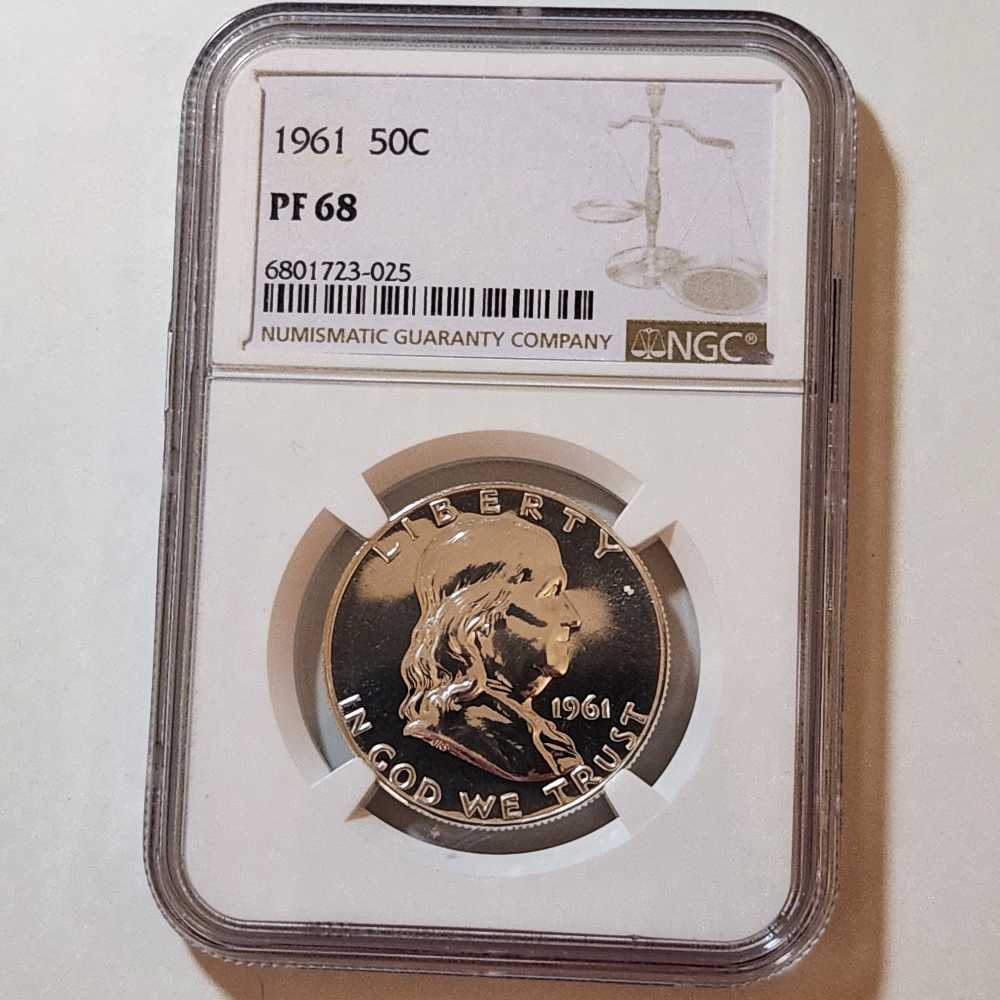 1961 50C
PF 68
6801723-025
NUMISMATIC GUARANTY COMPANY
NGC®
LIBERTY
1961
IN GOD WE TRUST